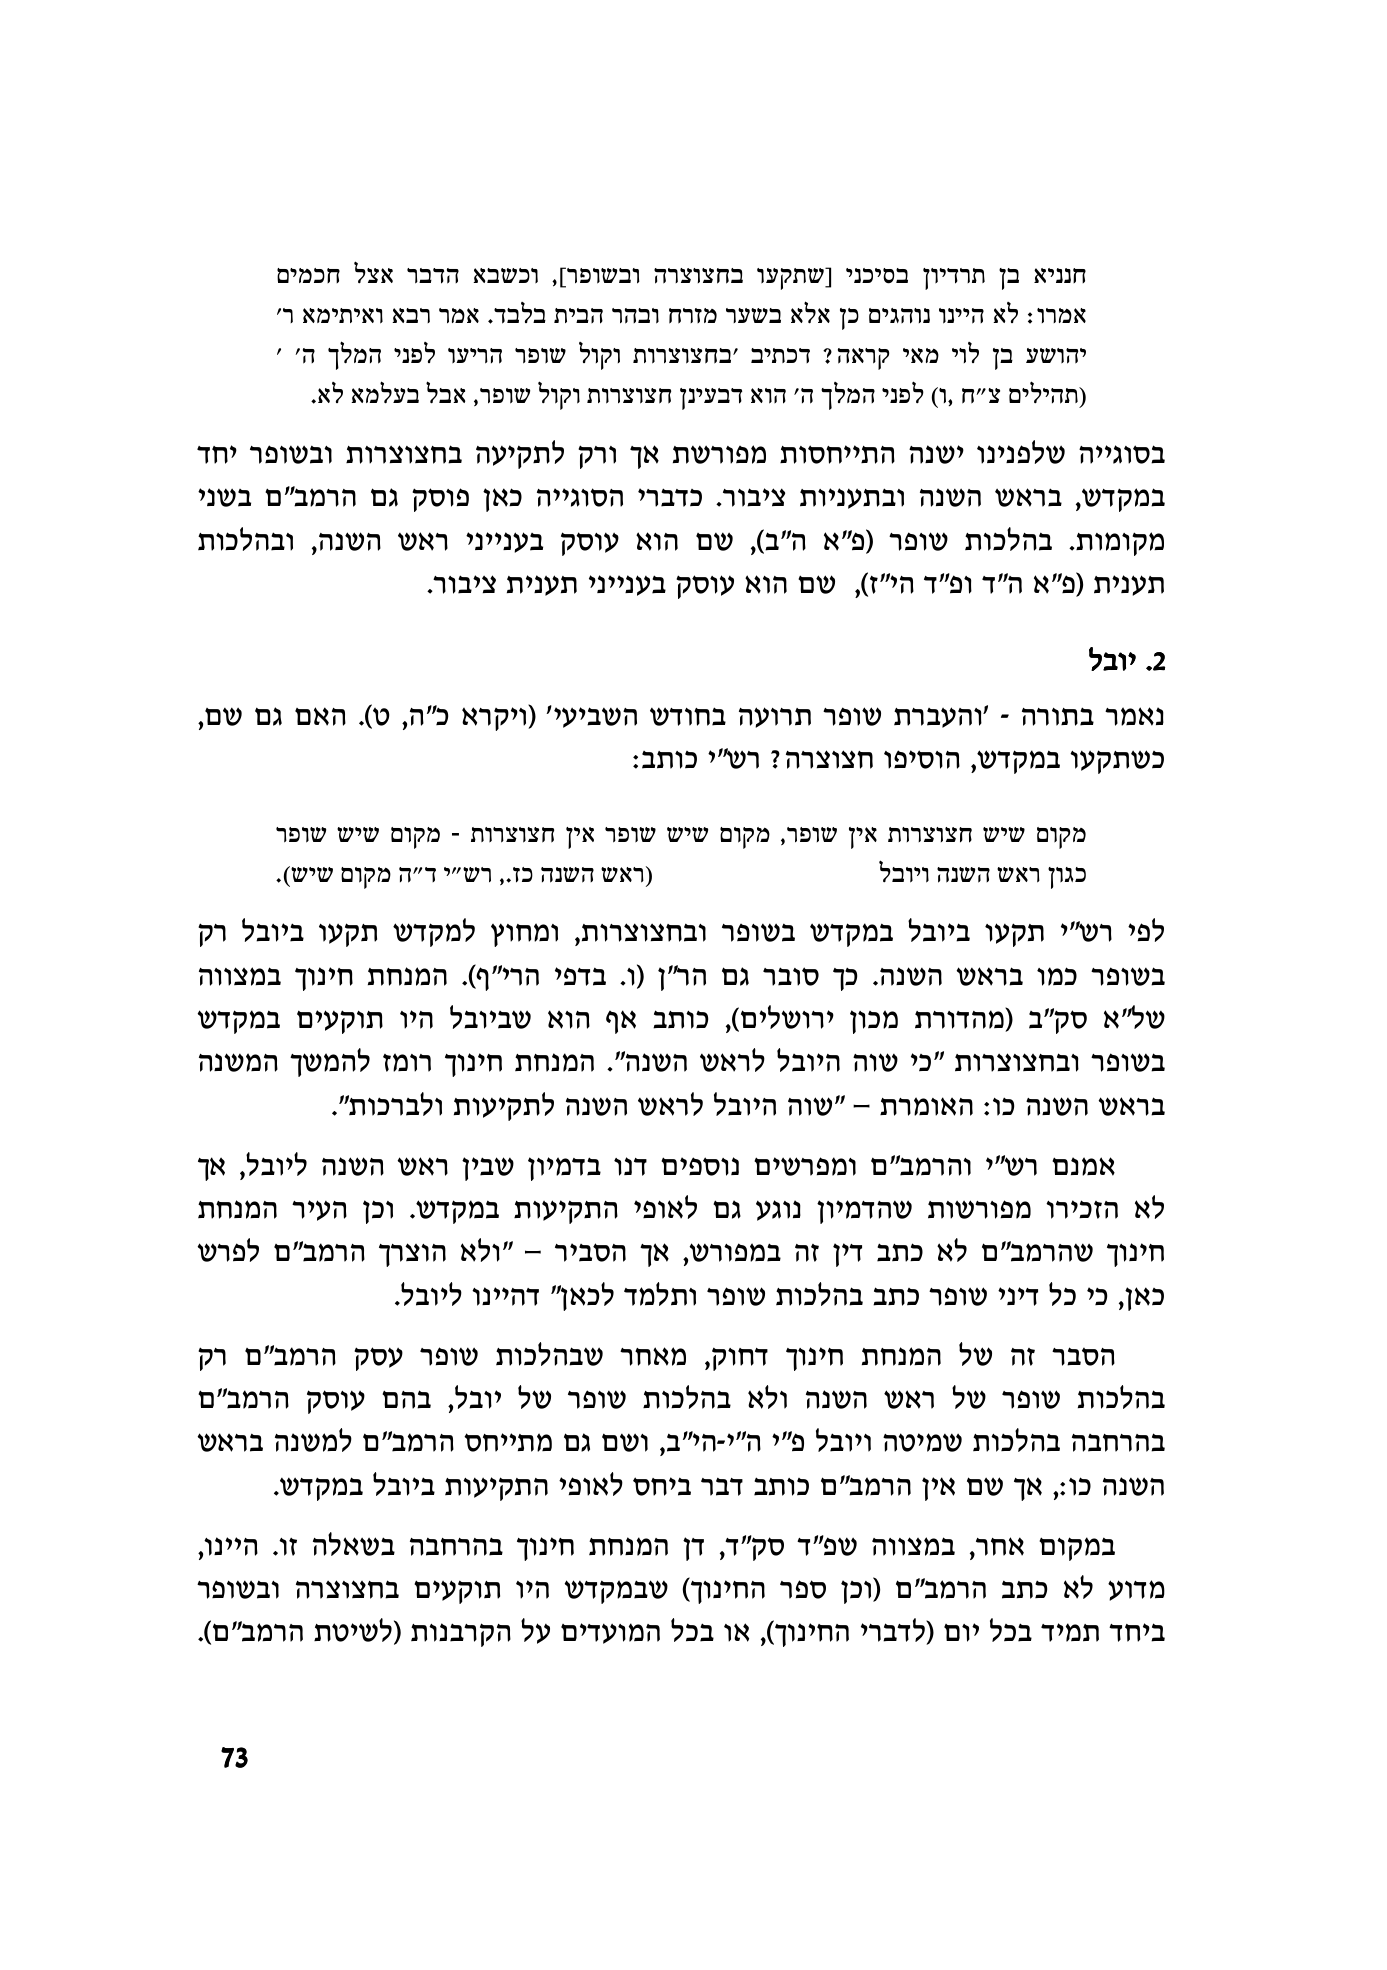 חנניא בן תרדיון בסיכני [שתקעו בחצוצרה ובשופר], וכשבא הדבר אצל חכמים
אמרו: לא היינו נוהגים כן אלא בשער מזרח ובהר הבית בלבד. אמר רבא ואיתימא ר׳
יהושע בן לוי מאי קראה? דכתיב ׳בחצוצרות וקול שופר הריעו לפני המלך ה׳ ׳
(תהילים צ״ח ,ו) לפני המלך ה׳ הוא דבעינן חצוצרות וקול שופר, אבל בעלמא לא.
בסוגייה שלפנינו ישנה התייחסות מפורשת אך ורק לתקיעה בחצוצרות ובשופר יחד
במקדש, בראש השנה ובתעניות ציבור. כדברי הסוגייה כאן פוסק גם הרמב״ם בשני
מקומות. בהלכות שופר (פ״א ה״ב), שם הוא עוסק בענייני ראש השנה, ובהלכות
תענית (פ״א ה״ד ופ״ד הי״ז), שם הוא עוסק בענייני תענית ציבור.
2. יובל
נאמר בתורה - ׳והעברת שופר תרועה בחודש השביעי׳ (ויקרא כ״ה, ט). האם גם שם,
כשתקעו במקדש, הוסיפו חצוצרה? רש״י כותב:
מקום שיש חצוצרות אין שופר, מקום שיש שופר אין חצוצרות - מקום שיש שופר
כגון ראש השנה ויובל (ראש השנה כז., רש״י ד״ה מקום שיש).
לפי רש״י תקעו ביובל במקדש בשופר ובחצוצרות, ומחוץ למקדש תקעו ביובל רק
בשופר כמו בראש השנה. כך סובר גם הר״ן (ו. בדפי הרי״ף). המנחת חינוך במצווה
של״א סק״ב (מהדורת מכון ירושלים), כותב אף הוא שביובל היו תוקעים במקדש
בשופר ובחצוצרות ״כי שוה היובל לראש השנה״. המנחת חינוך רומז להמשך המשנה
בראש השנה כו: האומרת – ״שוה היובל לראש השנה לתקיעות ולברכות״.
אמנם רש״י והרמב״ם ומפרשים נוספים דנו בדמיון שבין ראש השנה ליובל, אך
לא הזכירו מפורשות שהדמיון נוגע גם לאופי התקיעות במקדש. וכן העיר המנחת
חינוך שהרמב״ם לא כתב דין זה במפורש, אך הסביר – ״ולא הוצרך הרמב״ם לפרש
כאן, כי כל דיני שופר כתב בהלכות שופר ותלמד לכאן״ דהיינו ליובל.
הסבר זה של המנחת חינוך דחוק, מאחר שבהלכות שופר עסק הרמב״ם רק
בהלכות שופר של ראש השנה ולא בהלכות שופר של יובל, בהם עוסק הרמב״ם
בהרחבה בהלכות שמיטה ויובל פ״י ה״י-הי״ב, ושם גם מתייחס הרמב״ם למשנה בראש
השנה כו:, אך שם אין הרמב״ם כותב דבר ביחס לאופי התקיעות ביובל במקדש.
במקום אחר, במצווה שפ״ד סק״ד, דן המנחת חינוך בהרחבה בשאלה זו. היינו,
מדוע לא כתב הרמב״ם (וכן ספר החינוך) שבמקדש היו תוקעים בחצוצרה ובשופר
ביחד תמיד בכל יום (לדברי החינוך), או בכל המועדים על הקרבנות (לשיטת הרמב״ם).
73